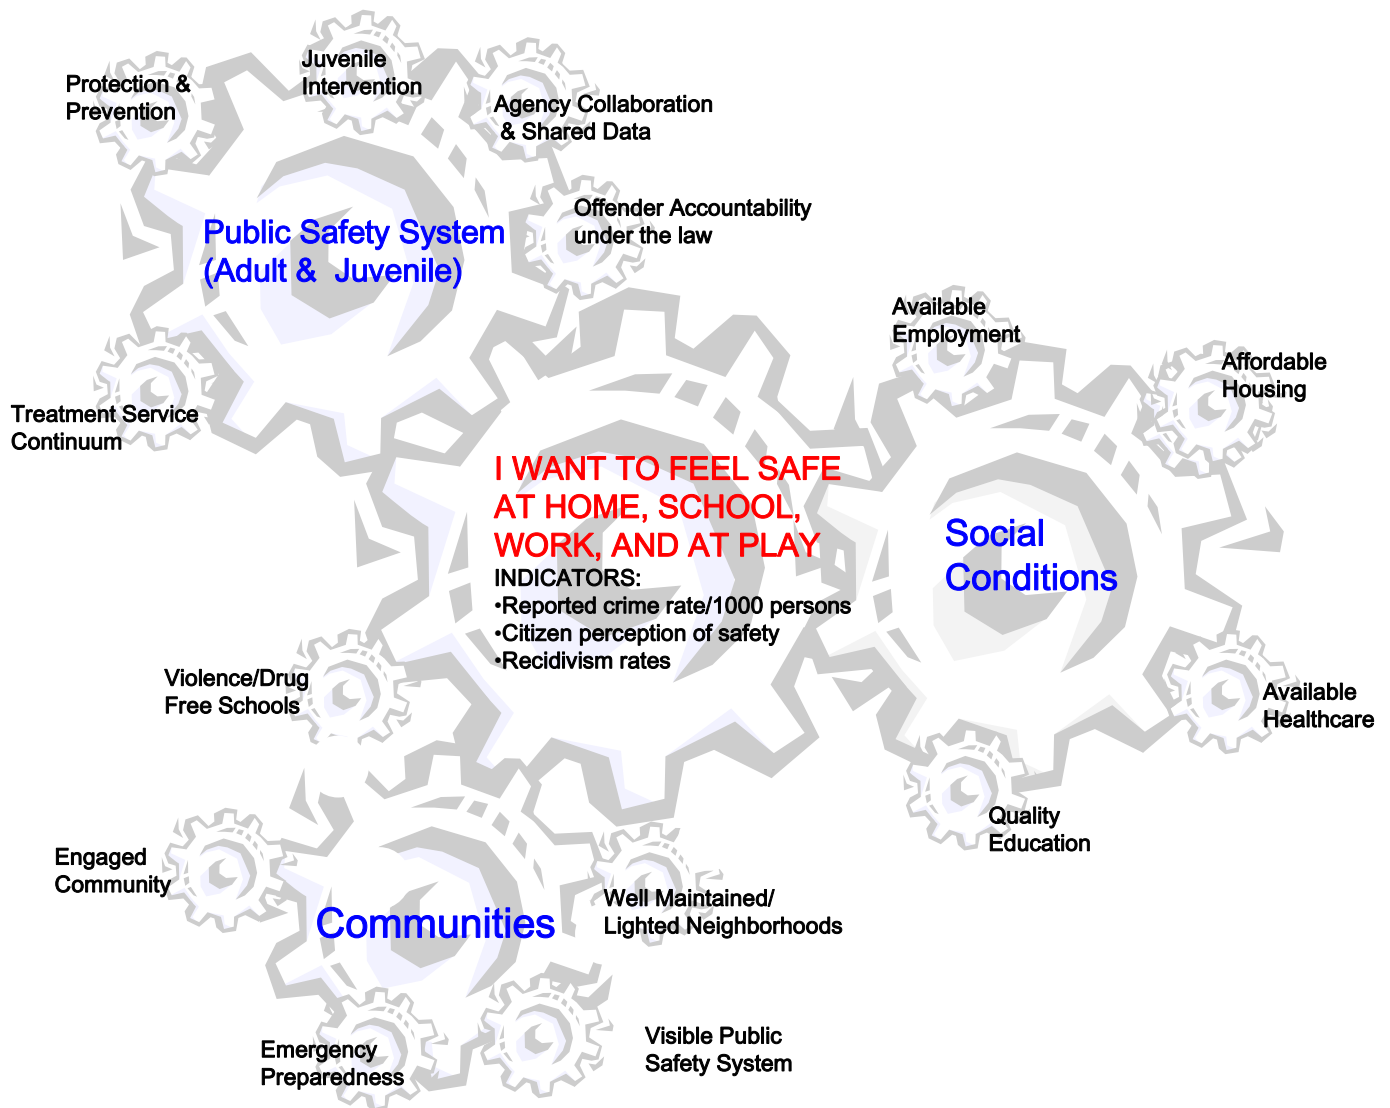 Juvenile
Intervention
Protection &
Prevention
Agency Collaboration
& Shared Data
Offender Accountability
under the law
Public Safety System
(Adult & Juvenile)
Treatment Service
Continuum
Available
Employment
Affordable
Housing
I WANT TO FEEL SAFE
AT HOME, SCHOOL,
WORK, AND AT PLAY
INDICATORS:
•Reported crime rate/1000 persons
•Citizen perception of safety
•Recidivism rates
Social
Conditions
Violence/Drug
Free Schools
Available
Healthcare
Quality
Education
Engaged
Community
Well Maintained/
Lighted Neighborhoods
Communities
Emergency
Preparedness
Visible Public
Safety System